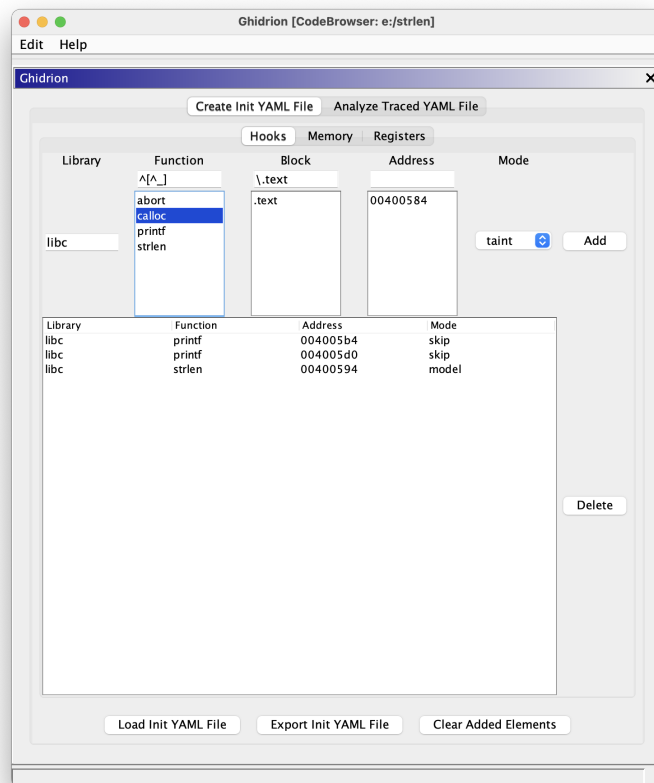 Ghidrion [CodeBrowser: e:/strlen]
Edit Help
Ghidrion
Create Init YAML File Analyze Traced YAML File
Hooks Memory Registers
Library Function Block Address Mode
^[^_] \.text
abort .text 00400584
calloc
printf
strlen
libc taint Add
Library Function Address Mode
libc printf 004005b4 skip
libc printf 004005d0 skip
libc strlen 00400594 model
Delete
Load Init YAML File Export Init YAML File Clear Added Elements